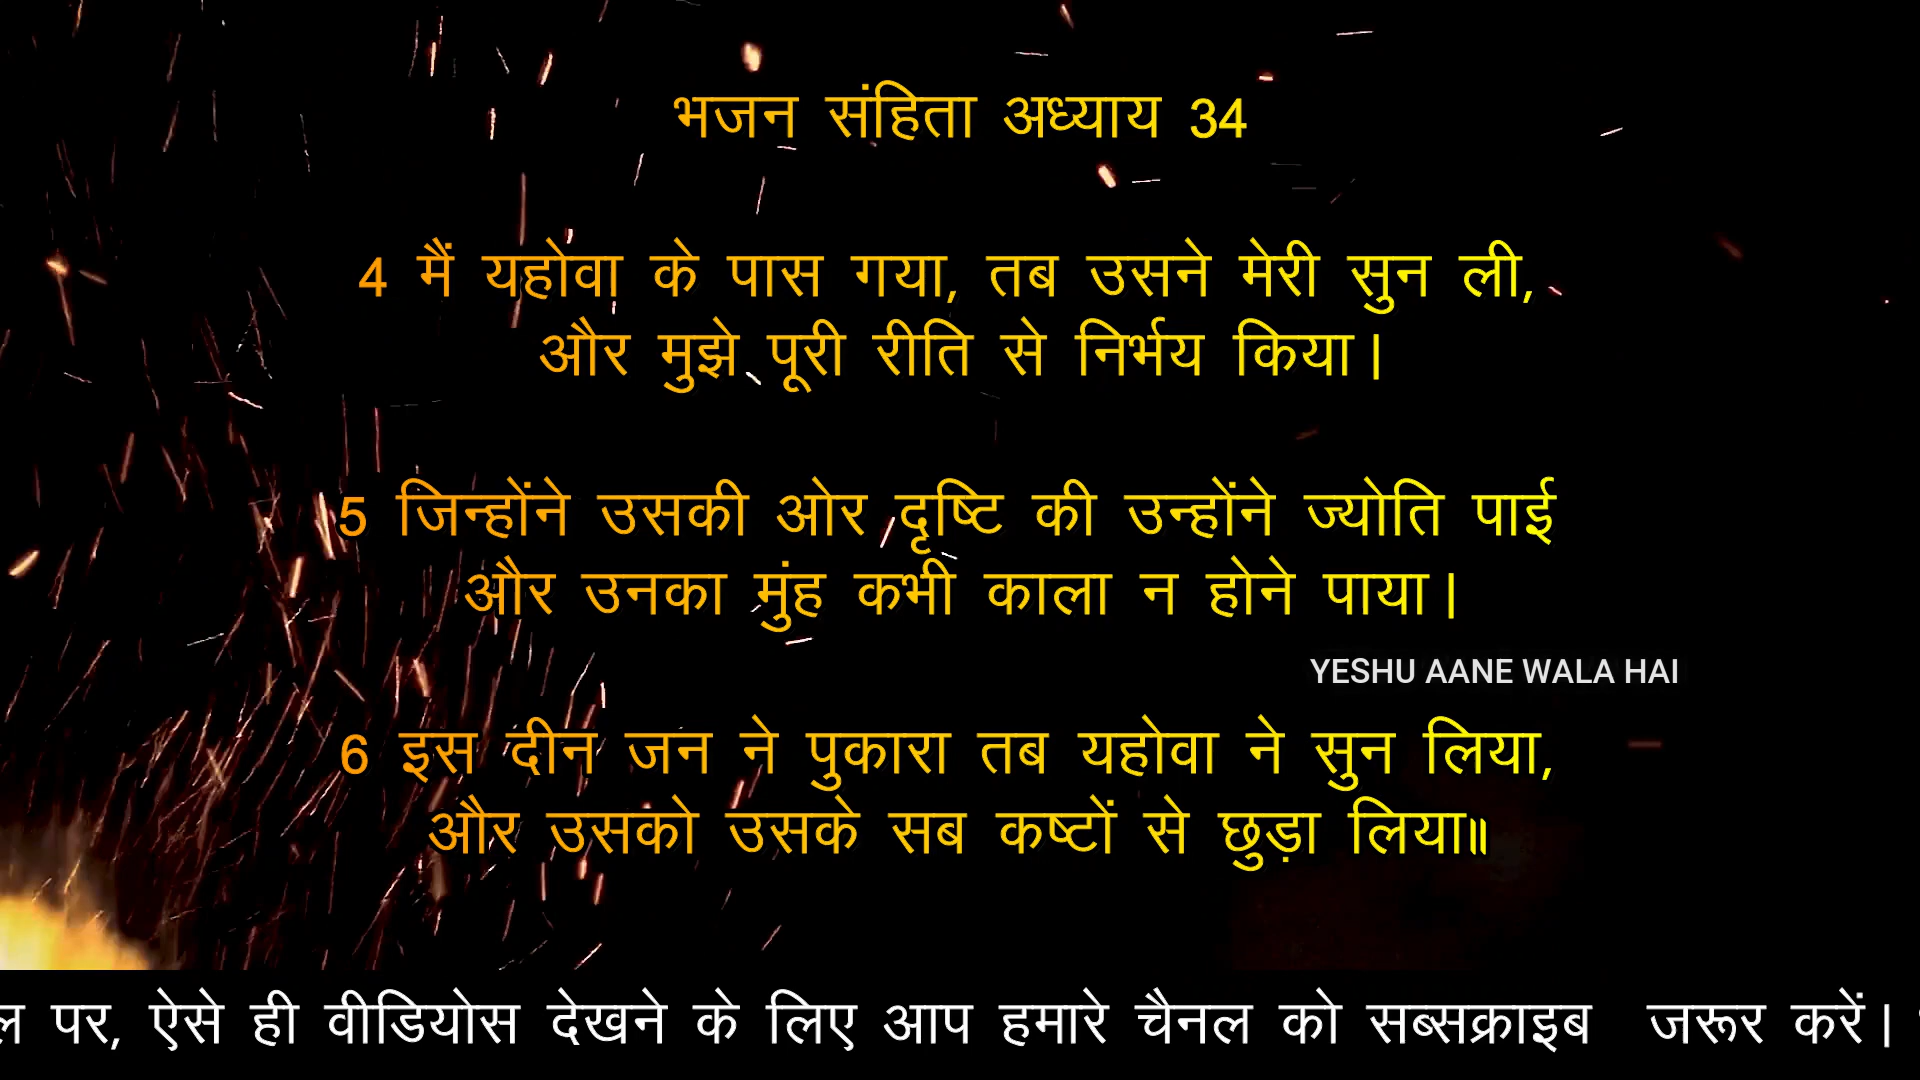 भजन संहिता अध्याय 34
4 मैं यहोवा के पास गया, तब उसने मेरी सुन ली,
और मुझे पूरी रीति से निर्भय किया|
5 जिन्होंने उसकी ओर दृष्टि की उन्होंने ज्योति पाई
और उनका मुंह कभी काला न होने पाया|
YESHU AANE WALA HAI
6 इस दीन जन ने पुकारा तब यहोवा ने सुन लिया,
और उसको उसके सब कष्टों से छुड़ा लिया॥
पर, ऐसे ही वीडियोस देखने के लिए आप हमारे चैनल को सब्सक्राइब जरूर करें|